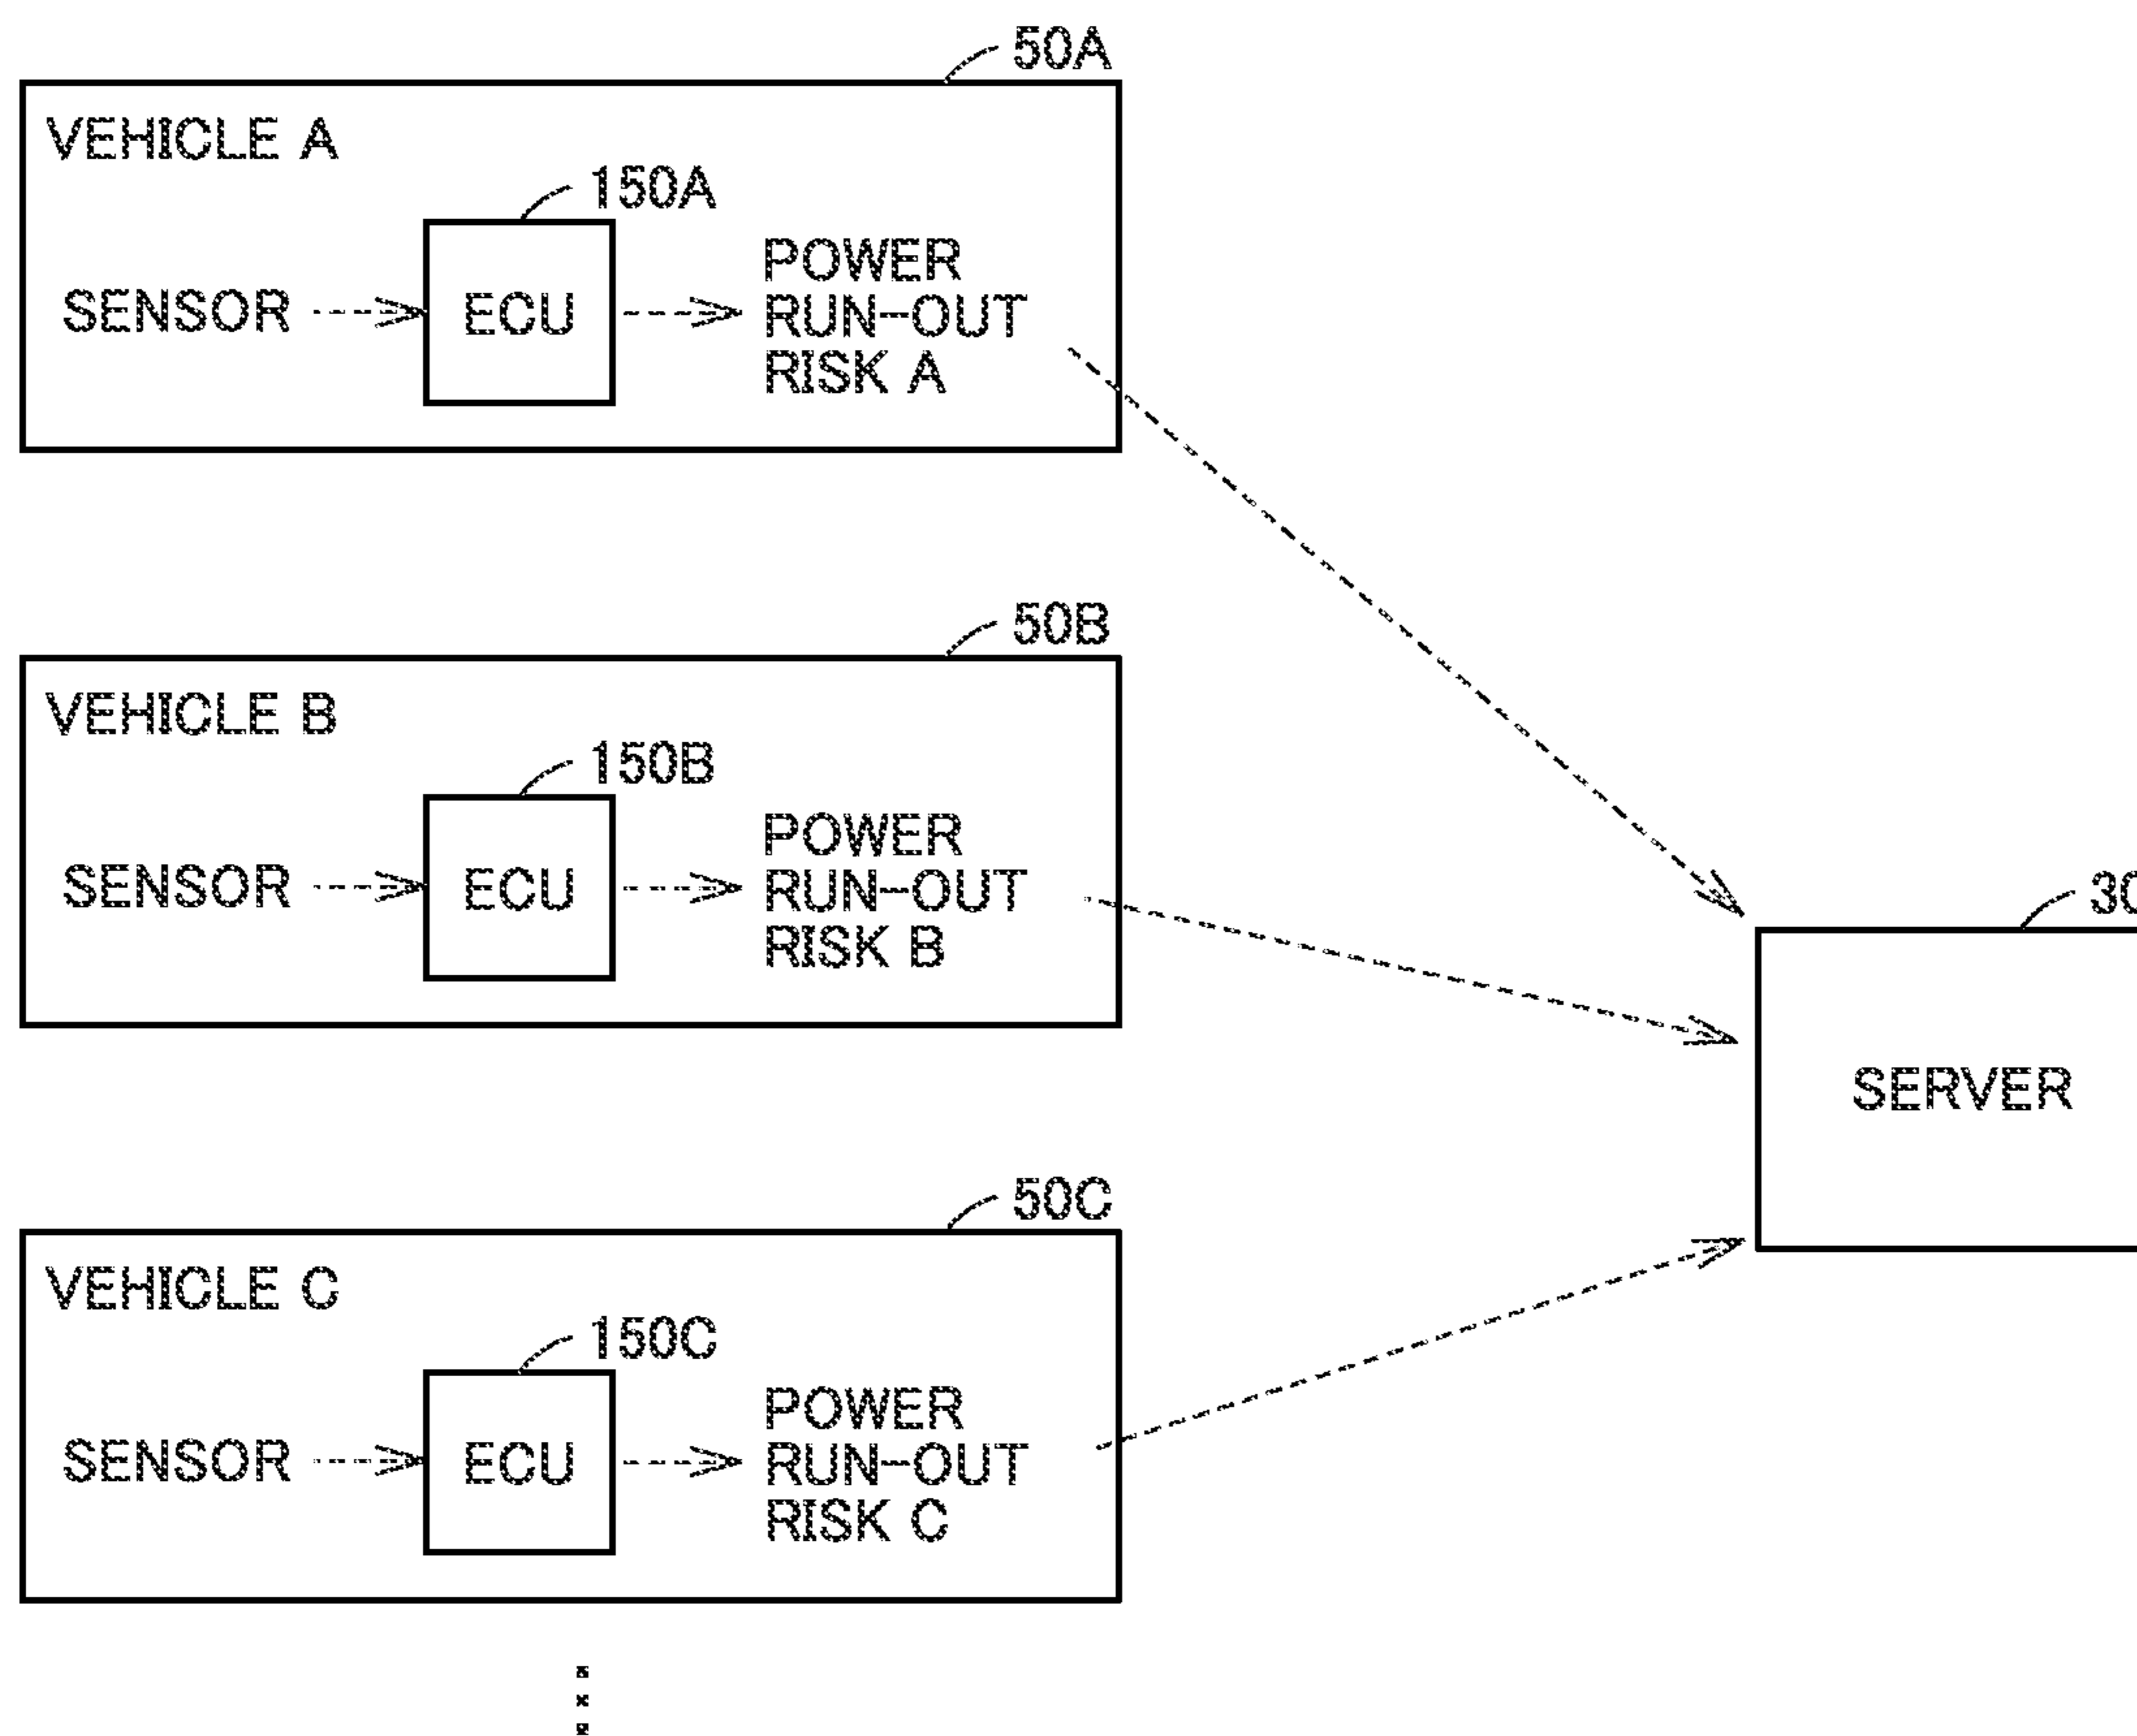 50A
VEHICLE A
150A
SENSOR
ECU
POWER
RUN-OUT
RISK A
50B
VEHICLE B
150B
SENSOR
ECU
POWER
RUN-OUT
RISK B
30
SERVER
50C
VEHICLE C
150C
SENSOR
ECU
POWER
RUN-OUT
RISK C